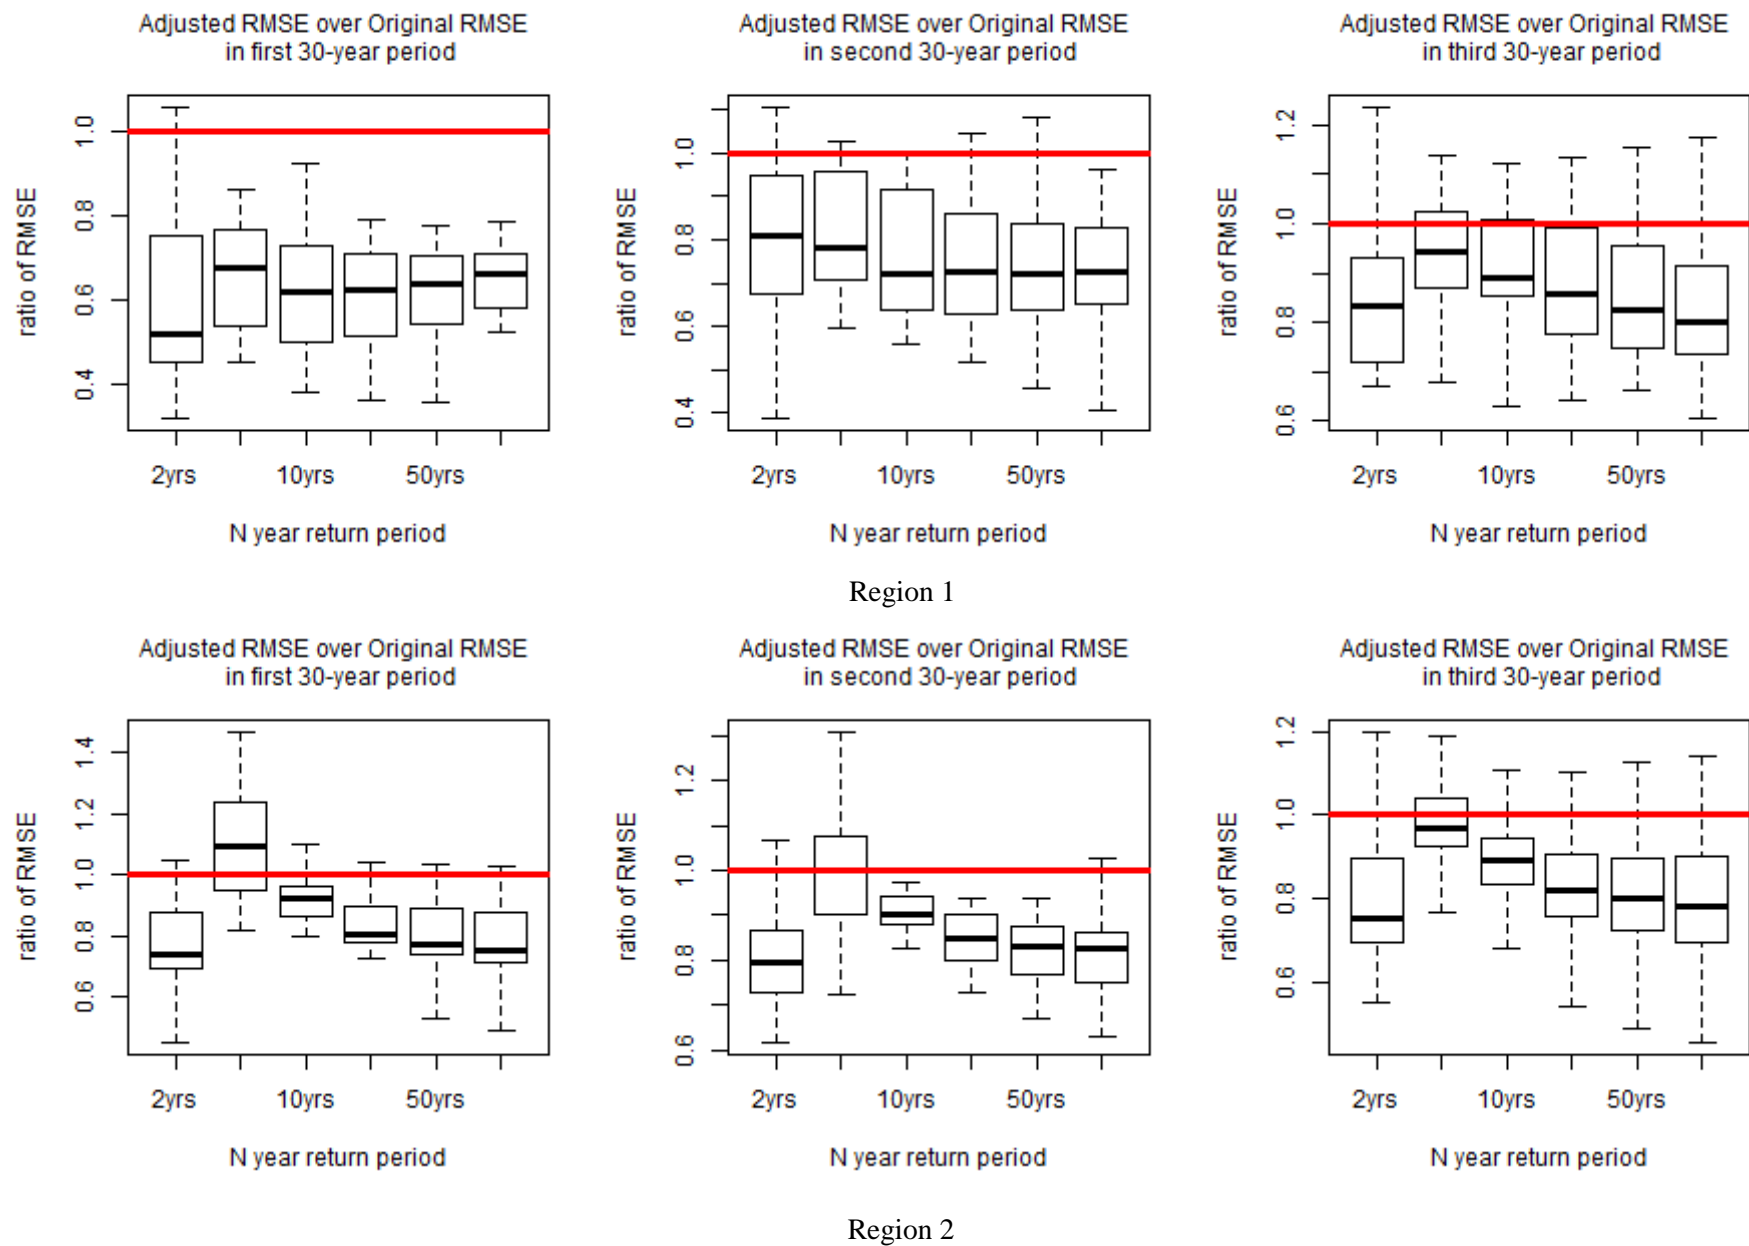 Adjusted RMSE over Original RMSE
in first 30-year period
ratio of RMSE
1.0
0.8
0.6
0.4
2yrs 10yrs 50yrs
N year return period
Adjusted RMSE over Original RMSE
in second 30-year period
ratio of RMSE
1.0
0.8
0.6
0.4
2yrs 10yrs 50yrs
N year return period
Adjusted RMSE over Original RMSE
in third 30-year period
ratio of RMSE
1.2
1.0
0.8
0.6
2yrs 10yrs 50yrs
N year return period
Region 1
Adjusted RMSE over Original RMSE
in first 30-year period
ratio of RMSE
1.4
1.2
1.0
0.8
0.6
2yrs 10yrs 50yrs
N year return period
Adjusted RMSE over Original RMSE
in second 30-year period
ratio of RMSE
1.2
1.0
0.8
0.6
2yrs 10yrs 50yrs
N year return period
Adjusted RMSE over Original RMSE
in third 30-year period
ratio of RMSE
1.2
1.0
0.8
0.6
2yrs 10yrs 50yrs
N year return period
Region 2